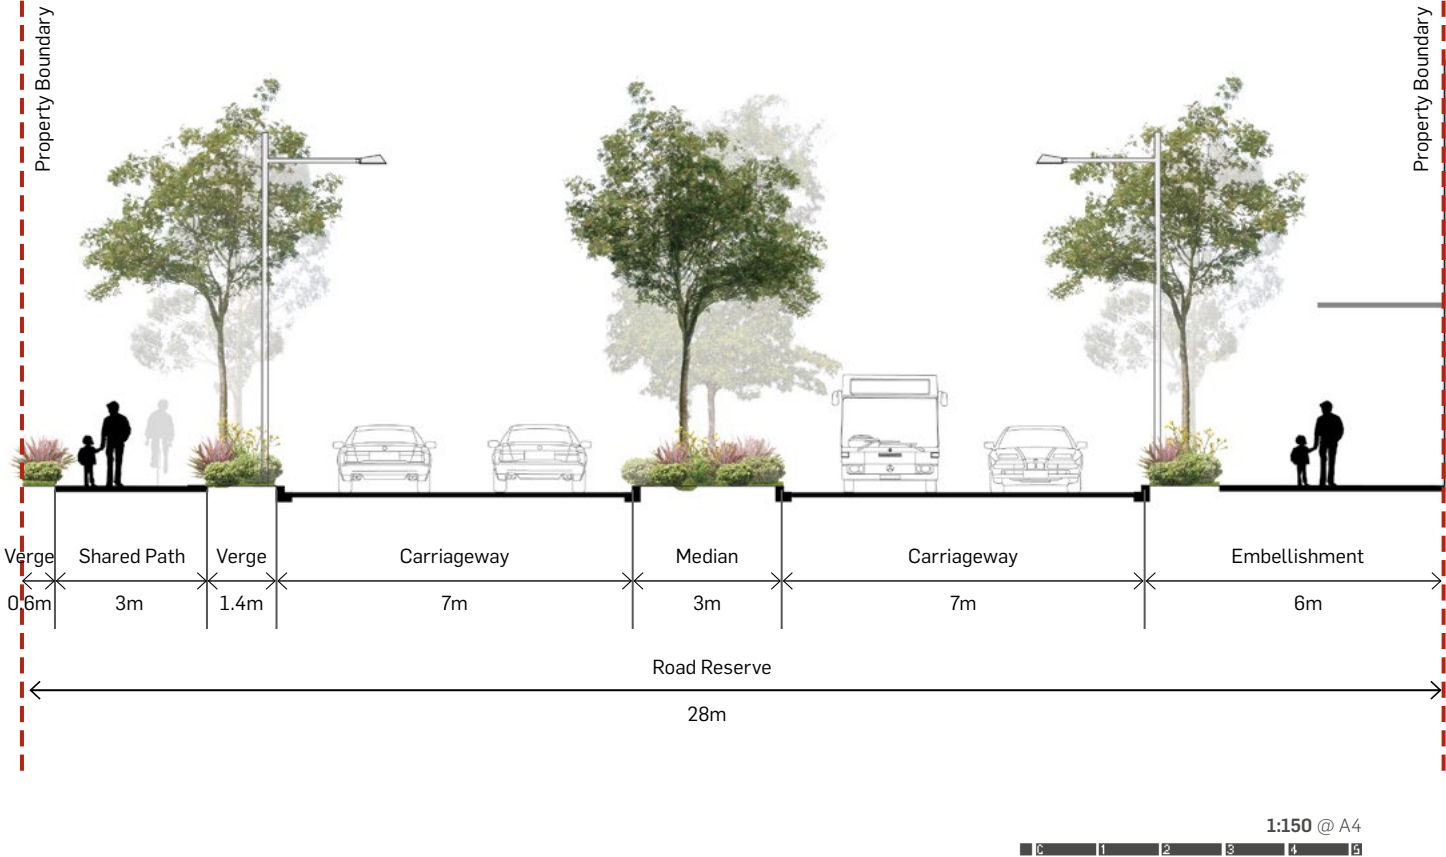 Property Boundary
Property Boundary
Verge Shared Path Verge Carriageway Median Carriageway Embellishment
0.6m 3m 1.4m 7m 3m 7m 6m
Road Reserve
28m
1:150 @ A4
0 1 2 3 4 5